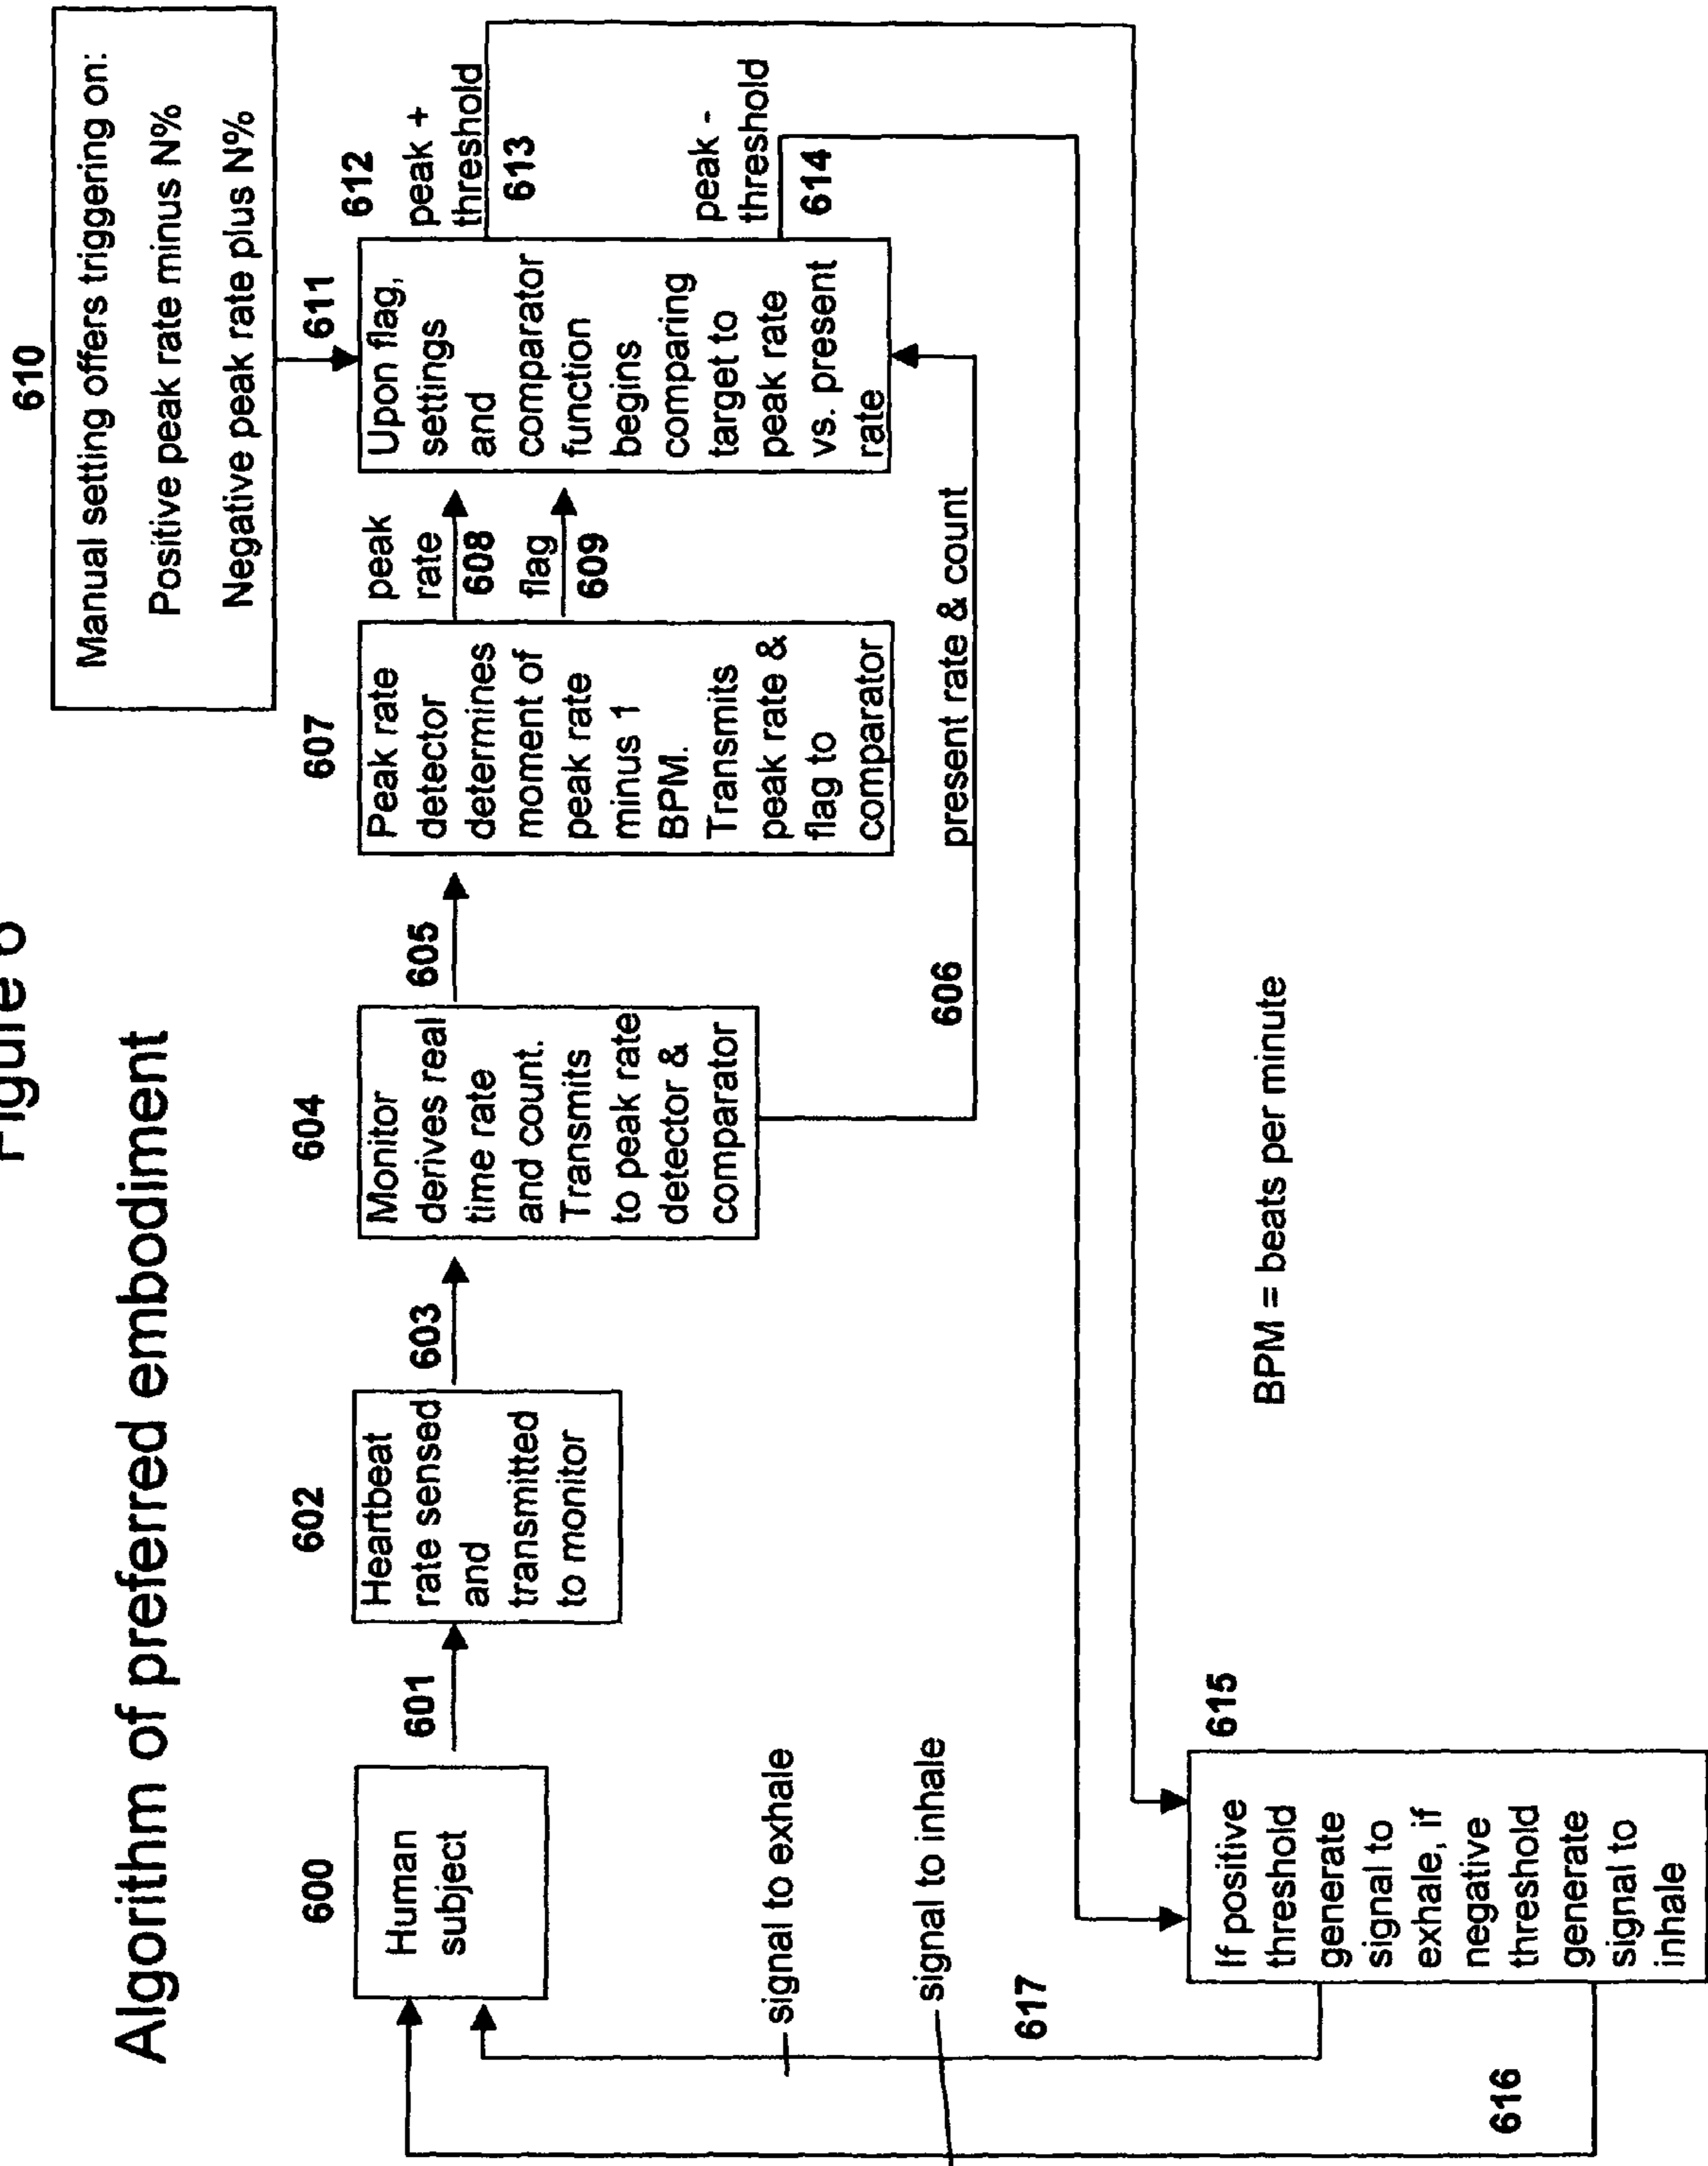 Figure 6
Algorithm of preferred embodiment
610
Manual setting offers triggering on:
Positive peak rate minus N%
Negative peak rate plus N%
600
Human
subject
601
602
Heartbeat
rate sensed
and
transmitted
to monitor
603
604
Monitor
derives real
time rate
and count.
Transmits
to peak rate
detector &
comparator
605
606
present rate & count
607
Peak rate
detector
determines
moment of
peak rate
minus 1
BPM.
Transmits
peak rate &
flag to
comparator
peak
rate
608
flag
609
611
Upon flag,
settings
and
comparator
function
begins
comparing
target to
peak rate
vs. present
rate
612
peak +
threshold
613
peak -
threshold
614
signal to exhale
signal to inhale
617
616
615
If positive
threshold
generate
signal to
exhale, if
negative
threshold
generate
signal to
inhale
BPM = beats per minute